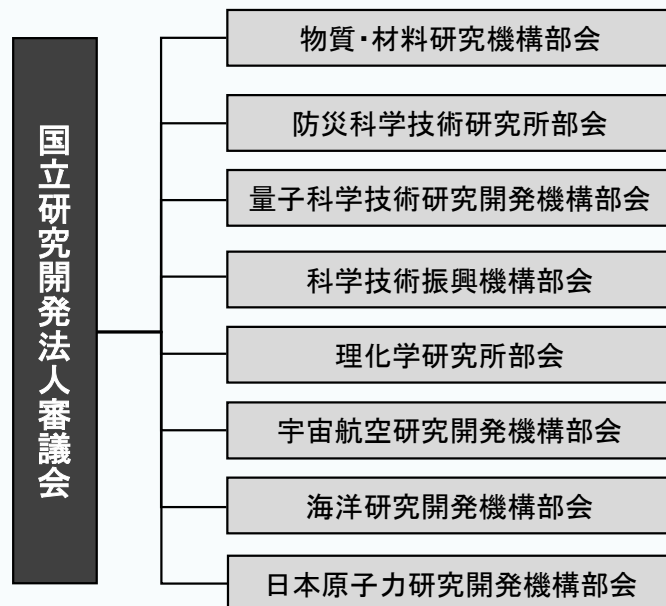 国立研究開発法人審議会
物質・材料研究機構部会
防災科学技術研究所部会
量子科学技術研究開発機構部会
科学技術振興機構部会
理化学研究所部会
宇宙航空研究開発機構部会
海洋研究開発機構部会
日本原子力研究開発機構部会